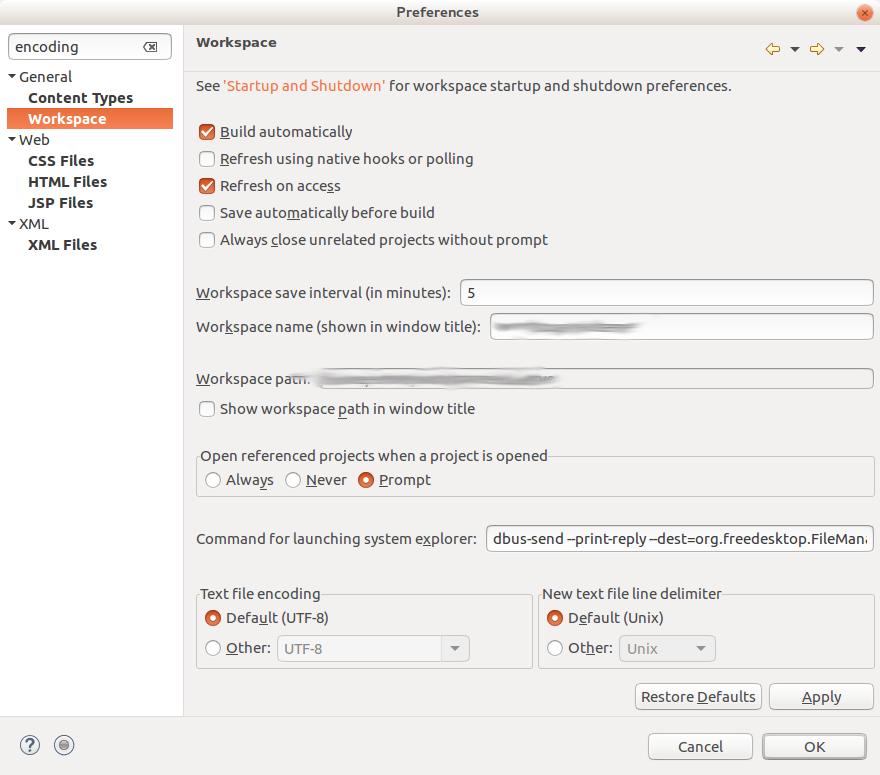 Preferences
encoding
General
Content Types
Workspace
Web
CSS Files
HTML Files
JSP Files
XML
XML Files
Workspace
See 'Startup and Shutdown' for workspace startup and shutdown preferences.
Build automatically
Refresh using native hooks or polling
Refresh on access
Save automatically before build
Always close unrelated projects without prompt
Workspace save interval (in minutes): 5
Workspace name (shown in window title):
Workspace path:
Show workspace path in window title
Open referenced projects when a project is opened
Always Never Prompt
Command for launching system explorer: dbus-send --print-reply --dest=org.freedesktop.FileMana
Text file encoding
Default (UTF-8)
Other: UTF-8
New text file line delimiter
Default (Unix)
Other: Unix
Restore Defaults Apply
? Cancel OK